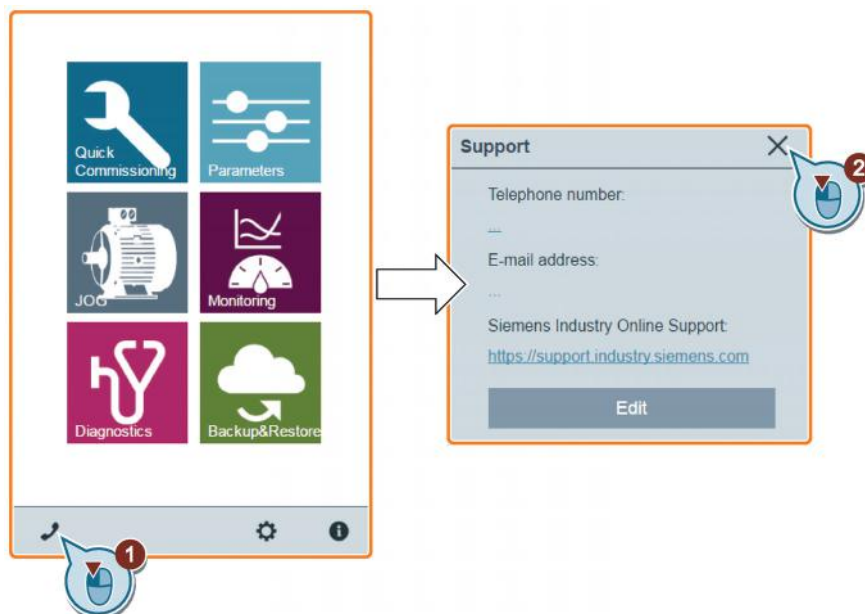 Quick
Commissioning
Parameters
JOG
Monitoring
Diagnostics
Backup&Restore
1
Support
2
Telephone number:
...
E-mail address:
...
Siemens Industry Online Support:
https://support.industry.siemens.com
Edit